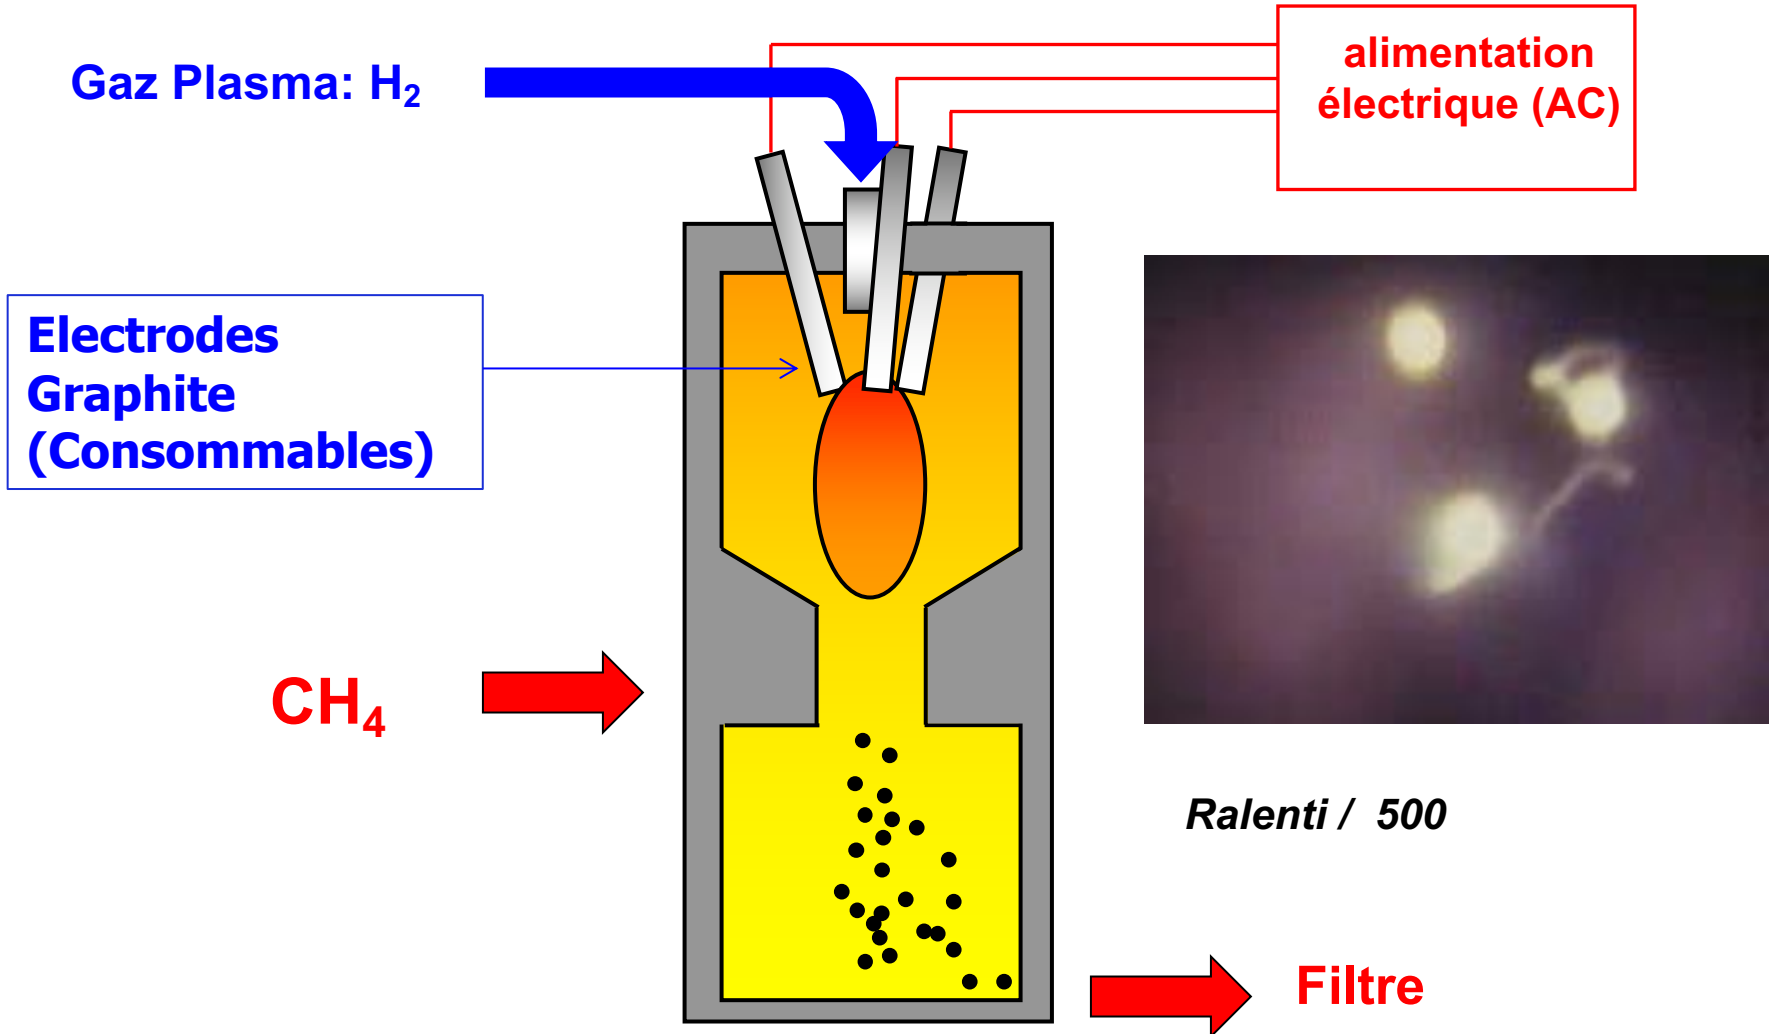 Gaz Plasma: H₂
alimentation
électrique (AC)
Electrodes
Graphite
(Consommables)
CH₄
Ralenti / 500
Filtre